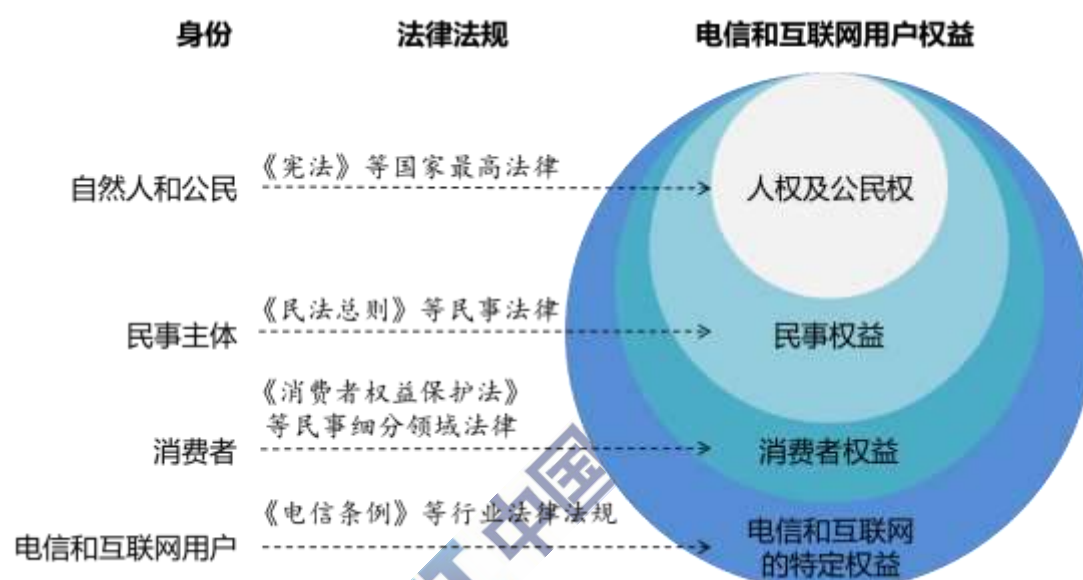 身份 法律法规 电信和互联网用户权益
自然人和公民 《宪法》等国家最高法律 人权及公民权
民事主体 《民法总则》等民事法律 民事权益
《消费者权益保护法》
等民事细分领域法律
消费者 消费者权益
《电信条例》等行业法律法规
电信和互联网用户 电信和互联网
的特定权益
中国